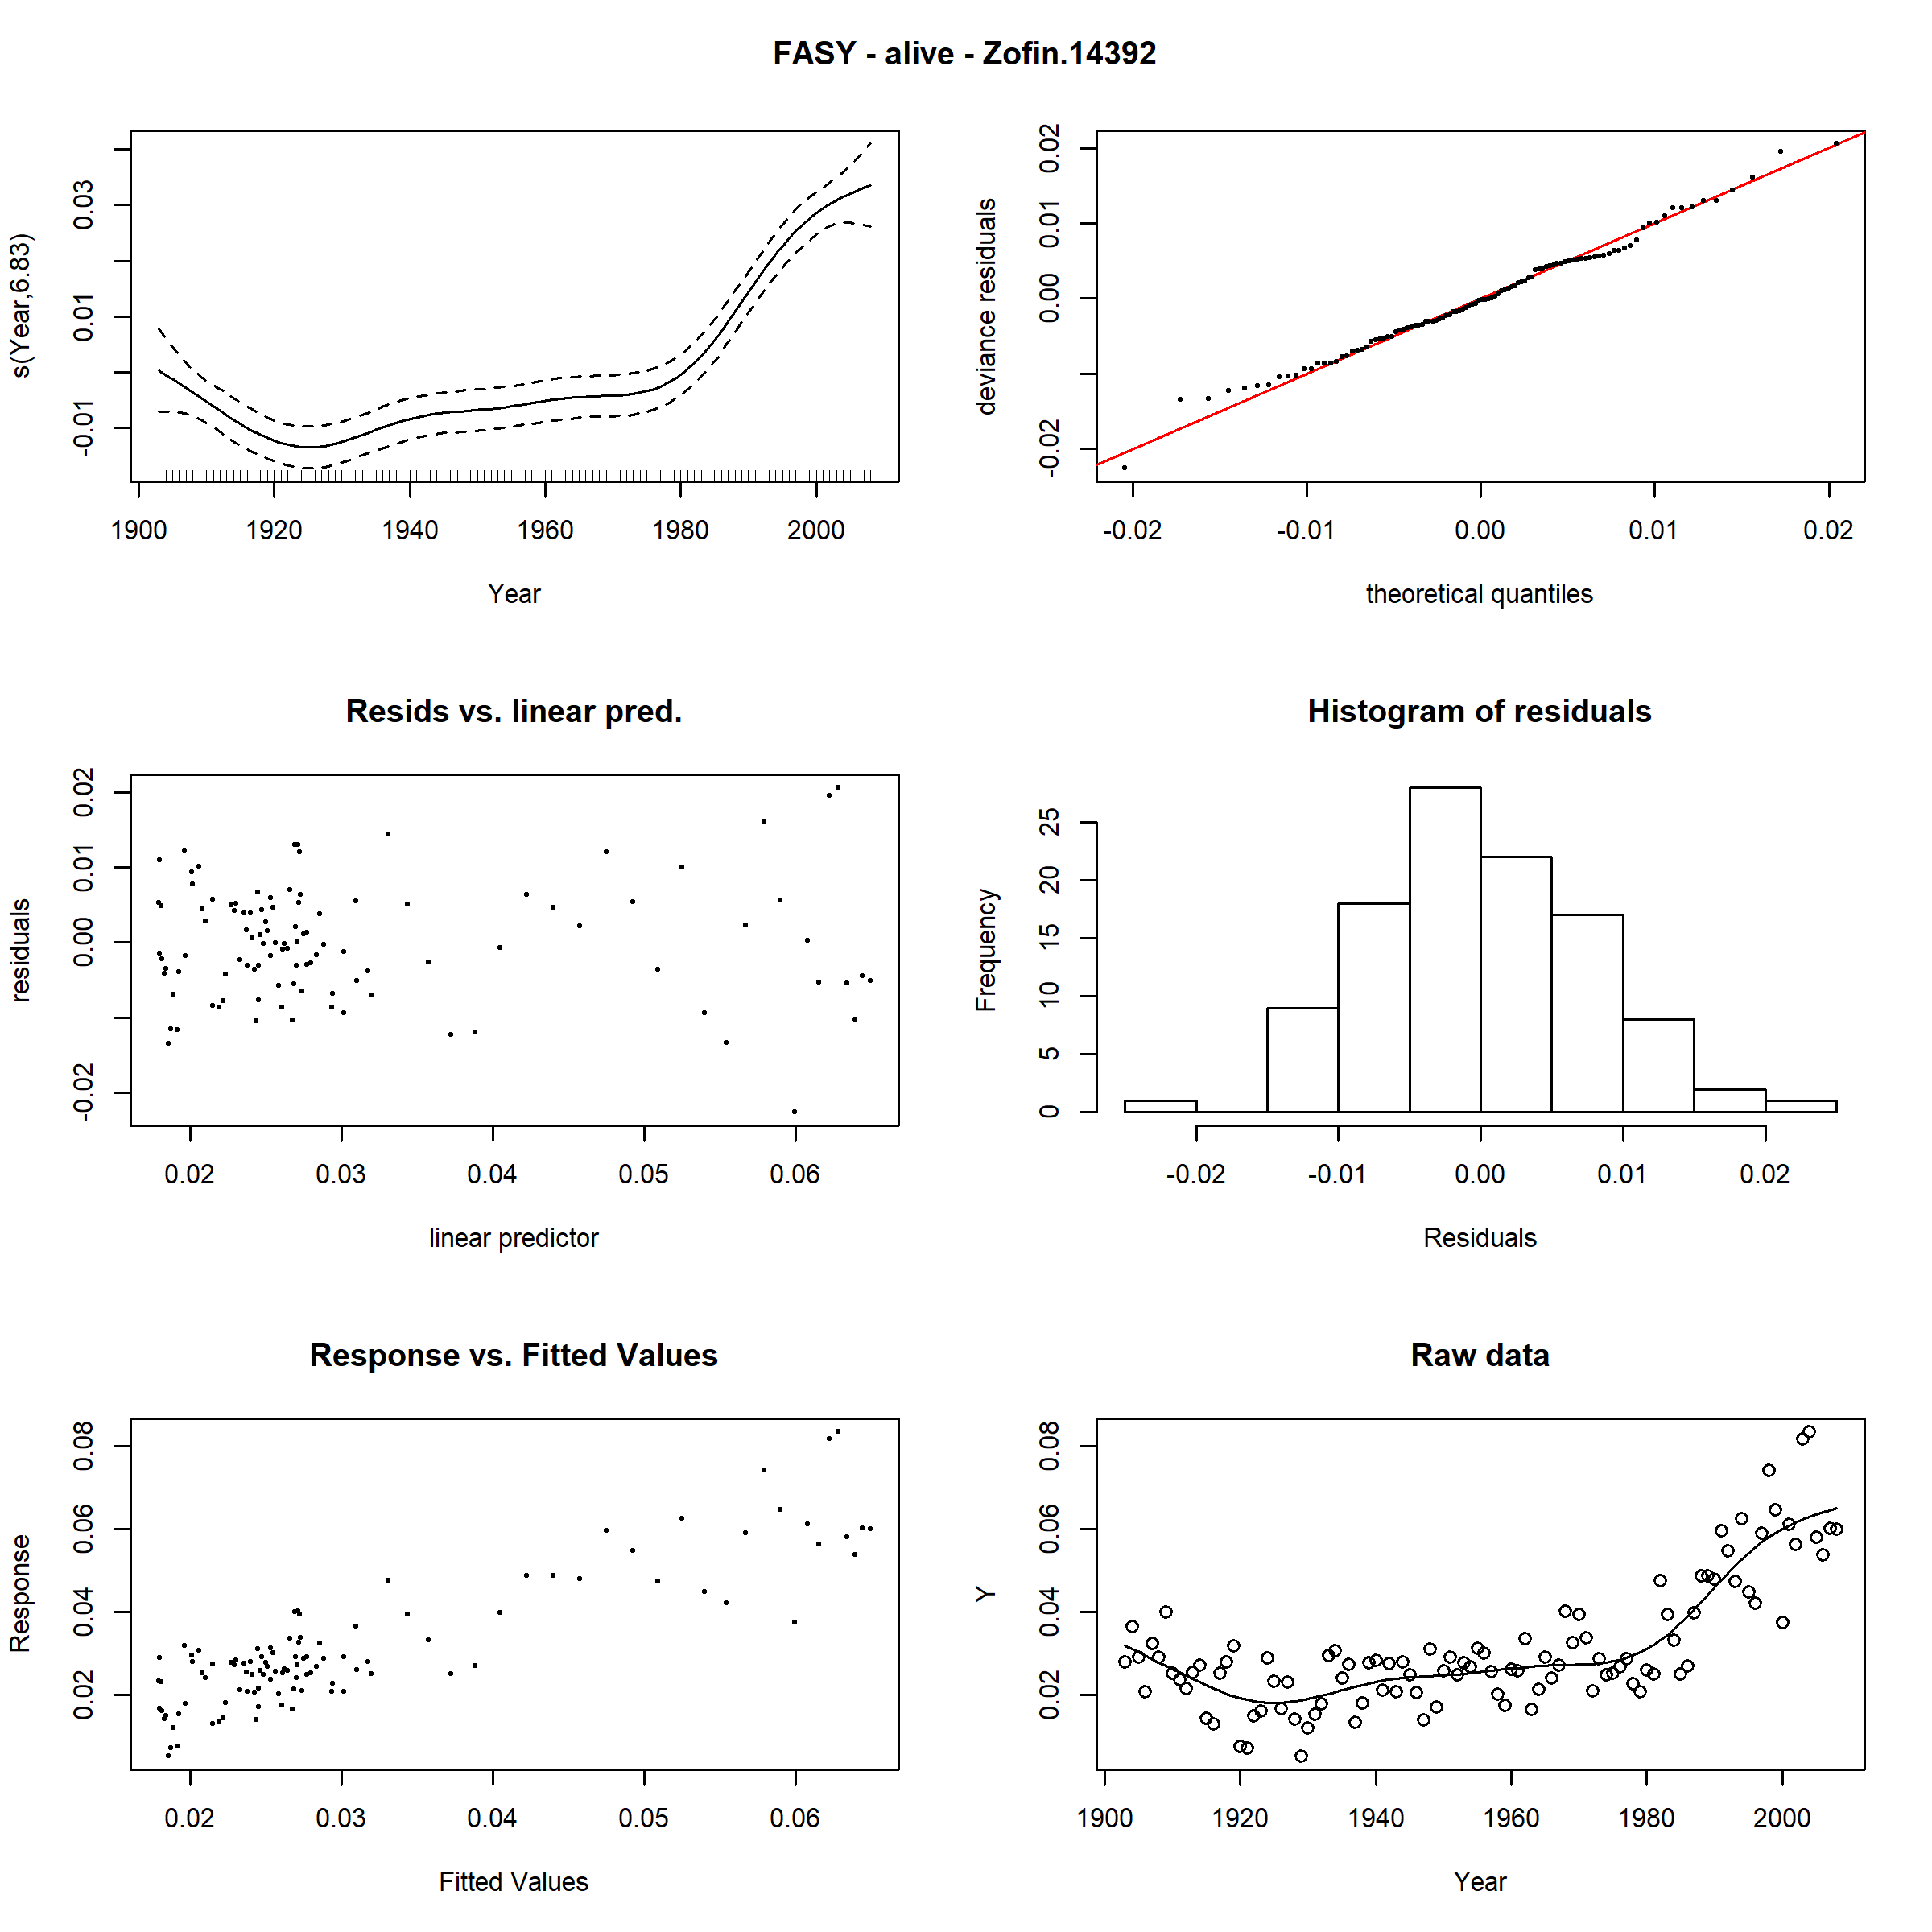 FASY - alive - Zofin.14392
s(Year,6.83)
-0.01 0.01 0.03
1900 1920 1940 1960 1980 2000
Year
deviance residuals
-0.02 0.00 0.01 0.02
-0.02 -0.01 0.00 0.01 0.02
theoretical quantiles
Resids vs. linear pred.
residuals
-0.02 0.00 0.01 0.02
0.02 0.03 0.04 0.05 0.06
linear predictor
Histogram of residuals
Frequency
0 5 10 15 20 25
-0.02 -0.01 0.00 0.01 0.02
Residuals
Response vs. Fitted Values
Response
0.02 0.04 0.06 0.08
0.02 0.03 0.04 0.05 0.06
Fitted Values
Raw data
Y
0.02 0.04 0.06 0.08
1900 1920 1940 1960 1980 2000
Year